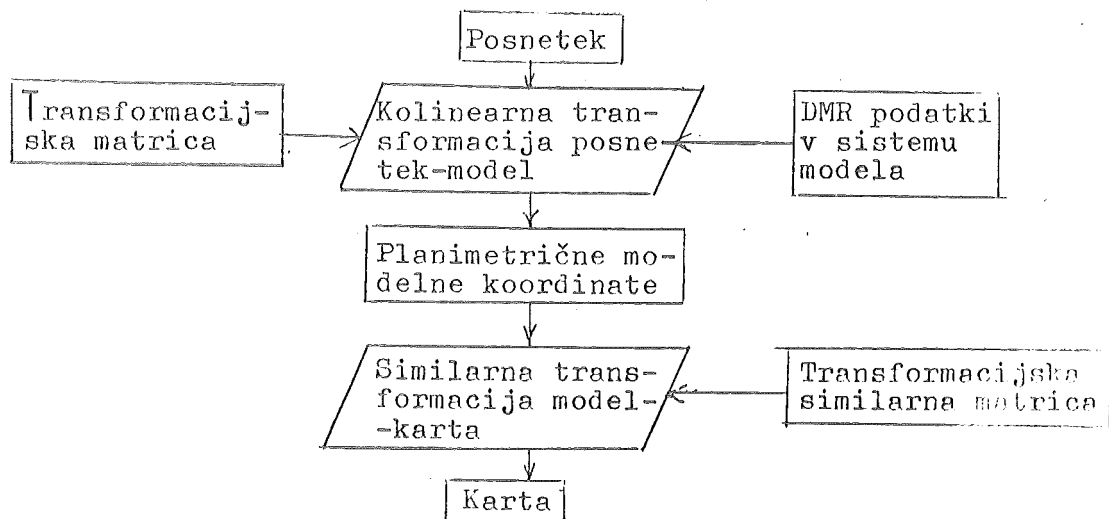 Posnetek
Transformacij-
ska matrica
Kolinearna tran-
sformacija posne
tek-model
DMR podatki
v sistemu
modela
Planimetrične mo-
delne koordinate
Similarna trans-
formacija model-
-karta
Transformacijska
similarna matrica
Karta